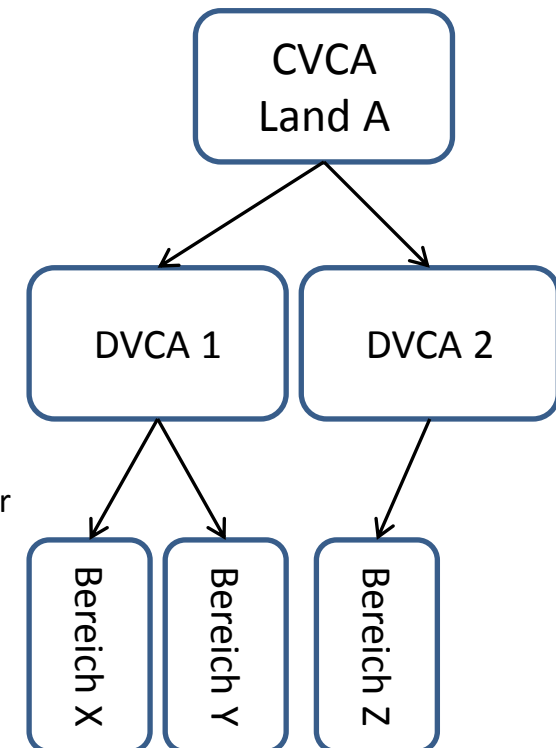 CVCA
Land A
DVCA 1
DVCA 2
r
Bereich X
Bereich Y
Bereich Z